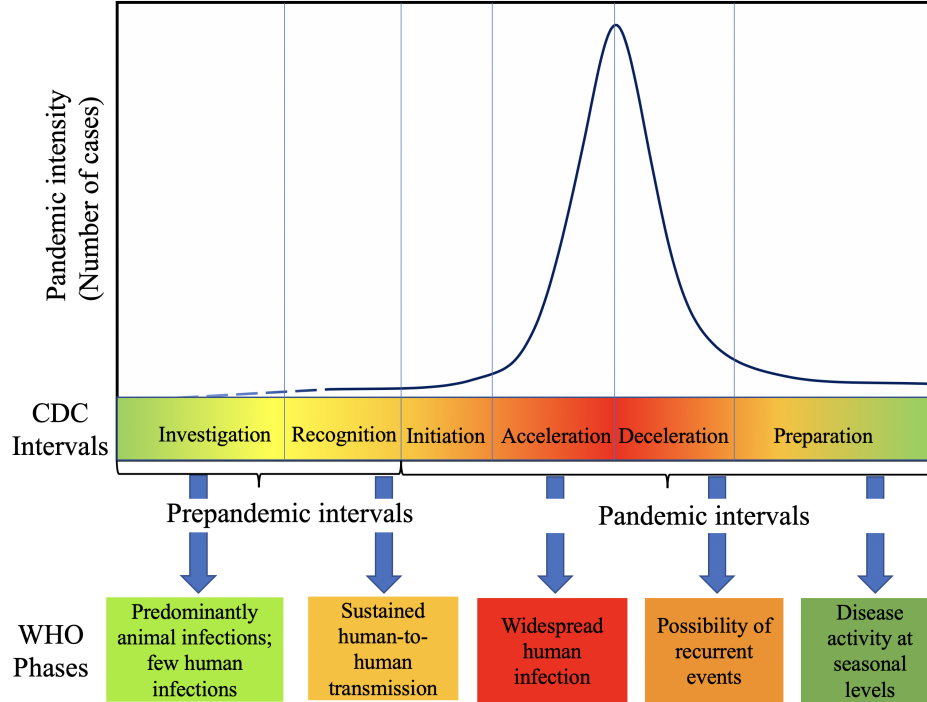 Pandemic intensity
(Number of cases)
CDC
Intervals
Investigation
Recognition
Initiation
Acceleration
Deceleration
Preparation
Prepandemic intervals
Pandemic intervals
WHO
Phases
Predominantly
animal infections;
few human
infections
Sustained
human-to-
human
transmission
Widespread
human
infection
Possibility of
recurrent
events
Disease
activity at
seasonal
levels